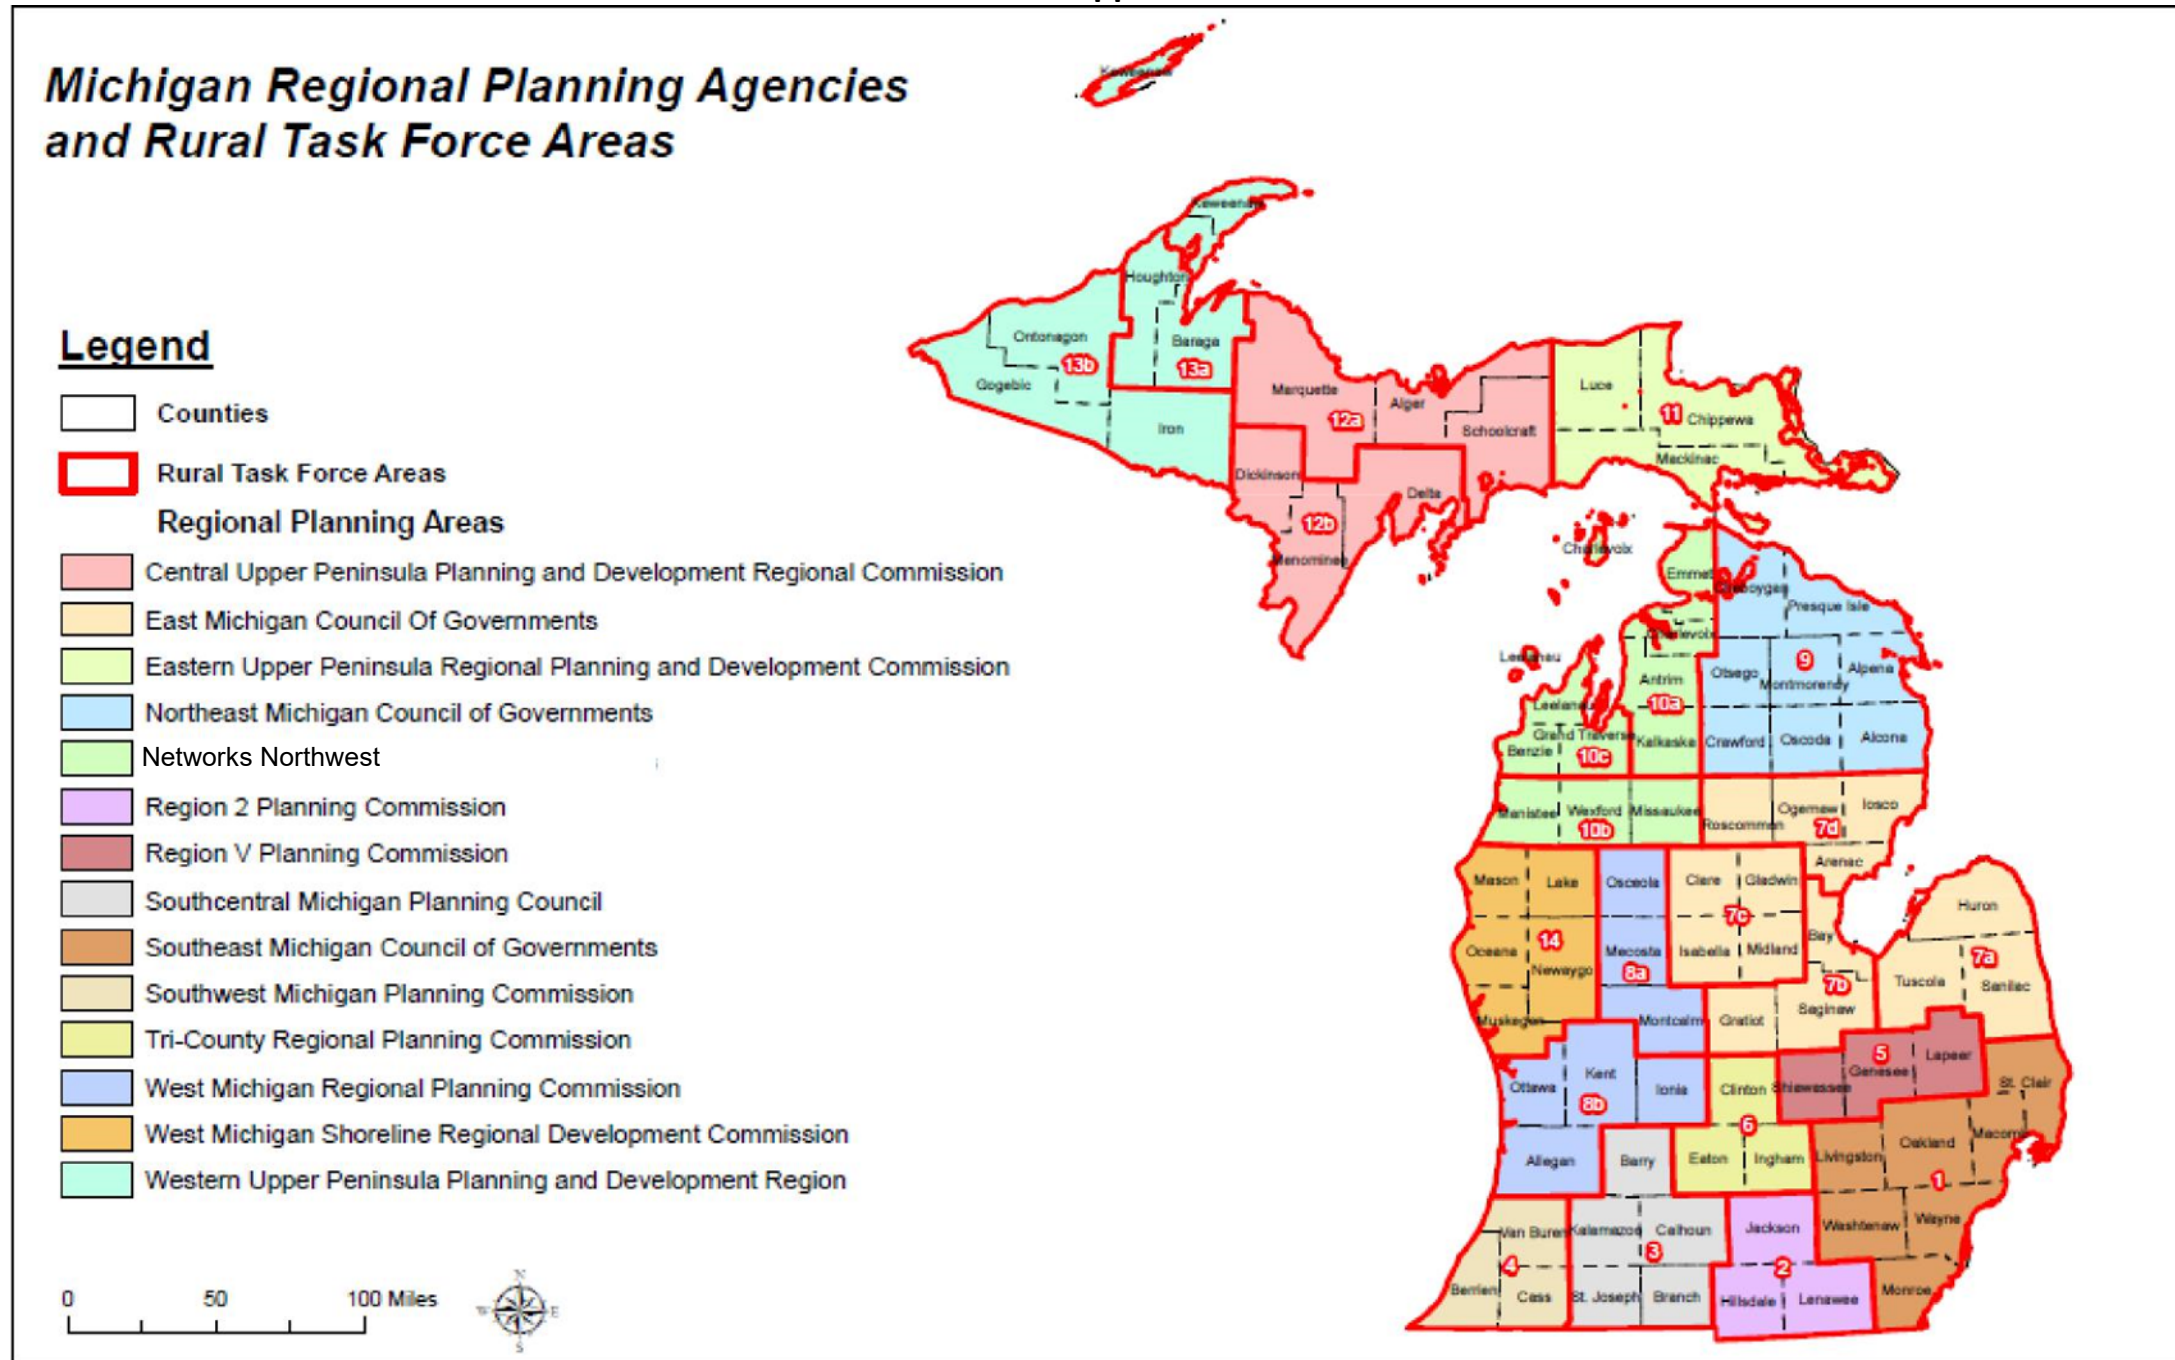 Michigan Regional Planning Agencies
and Rural Task Force Areas
Legend
Counties
Rural Task Force Areas
Regional Planning Areas
Central Upper Peninsula Planning and Development Regional Commission
East Michigan Council Of Governments
Eastern Upper Peninsula Regional Planning and Development Commission
Northeast Michigan Council of Governments
Networks Northwest
Region 2 Planning Commission
Region V Planning Commission
Southcentral Michigan Planning Council
Southeast Michigan Council of Governments
Southwest Michigan Planning Commission
Tri-County Regional Planning Commission
West Michigan Regional Planning Commission
West Michigan Shoreline Regional Development Commission
Western Upper Peninsula Planning and Development Region
0 50 100 Miles
N
W E
S
Keweenaw
Keweenaw
Houghton
Ontonagon
Baraga
13b
13a
Gogebic
Iron
Marquette
Alger
12a
Schoolcraft
Luce
11
Chippewa
Mackinac
Dickinson
Delta
12b
Menominee
Charlevoix
Emmet
Cheboygan
Presque Isle
Charlevoix
Leelanau
Antrim
Otsego
9
Montmorency
Alpena
10a
Leelanau
Grand Traverse
Benzie
10c
Kalkaska
Crawford
Oscoda
Alcona
Manistee
Wexford
Missaukee
10b
Roscommon
Ogemaw
Iosco
7d
Arenac
Mason
Lake
Osceola
Clare
Gladwin
7c
Huron
Oceana
14
Newaygo
Mecosta
8a
Isabella
Midland
Bay
7b
Saginaw
Tuscola
7a
Sanilac
Muskegon
Montcalm
Gratiot
5
Genesee
Lapeer
Ottawa
Kent
Ionia
8b
Clinton
Shiawassee
St. Clair
6
Allegan
Barry
Eaton
Ingham
Livingston
Oakland
Macomb
1
Van Buren
Kalamazoo
Calhoun
Jackson
Washtenaw
Wayne
4
3
2
Berrien
Cass
St. Joseph
Branch
Hillsdale
Lenawee
Monroe